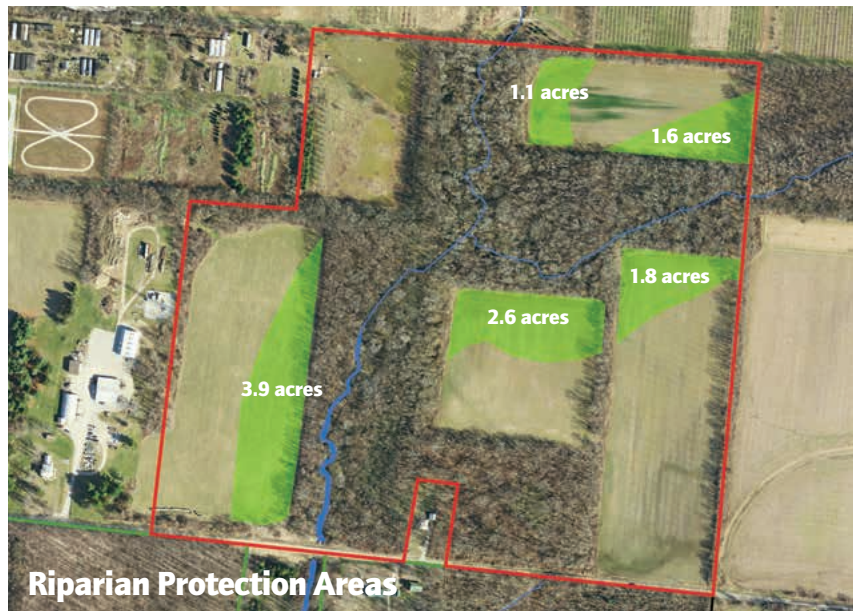 1.1 acres
1.6 acres
1.8 acres
2.6 acres
3.9 acres
Riparian Protection Areas